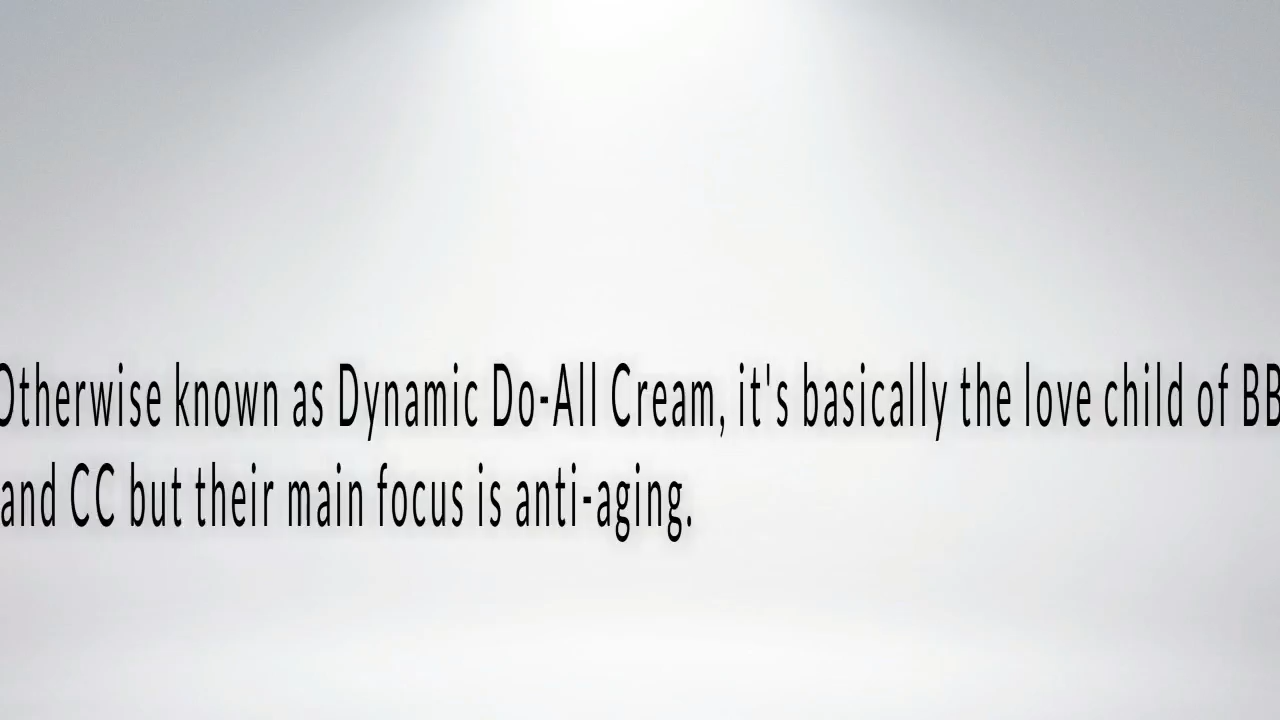 Otherwise known as Dynamic Do-All Cream, it's basically the love child of BB
and CC but their main focus is anti-aging.